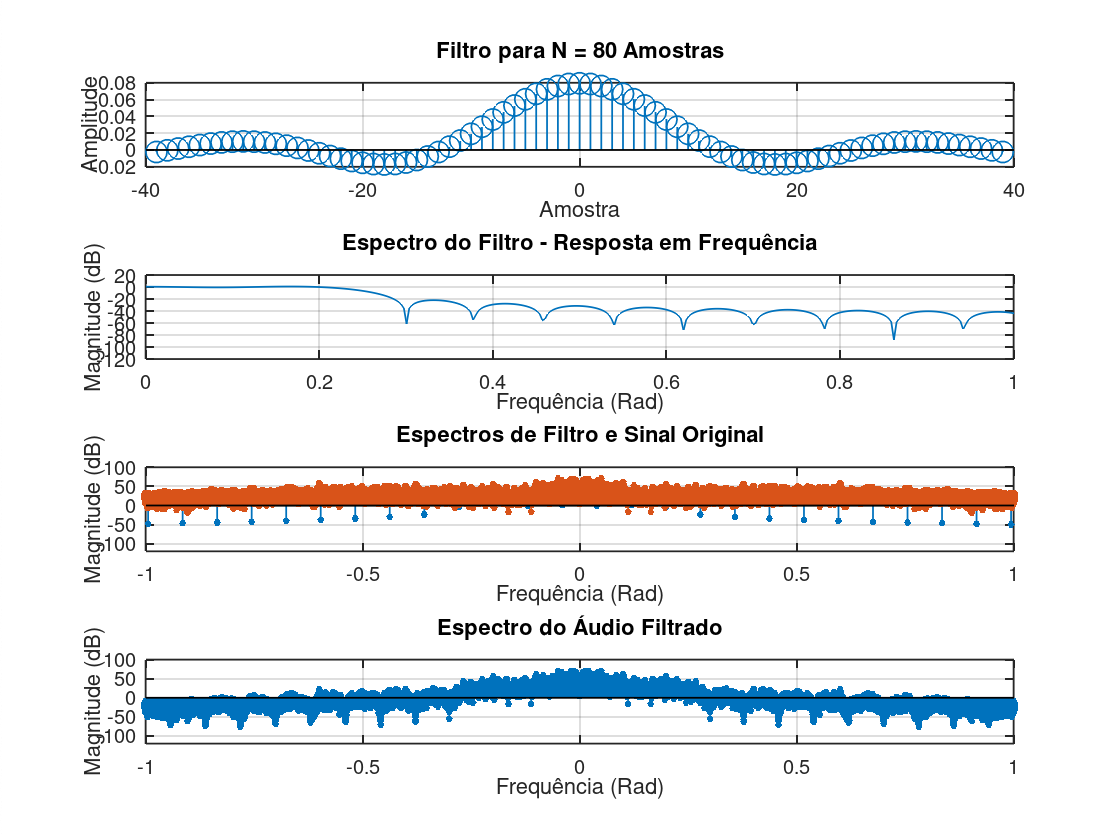 Filtro para N = 80 Amostras
Amplitude
0.08
0.06
0.04
0.02
0
-0.02
-40 -20 0 20 40
Amostra
Espectro do Filtro - Resposta em Frequência
Magnitude (dB)
20
0
-20
-40
-60
-80
-100
-120
0 0.2 0.4 0.6 0.8 1
Frequência (Rad)
Espectros de Filtro e Sinal Original
Magnitude (dB)
100
50
0
-50
-100
-1 -0.5 0 0.5 1
Frequência (Rad)
Espectro do Áudio Filtrado
Magnitude (dB)
100
50
0
-50
-100
-1 -0.5 0 0.5 1
Frequência (Rad)